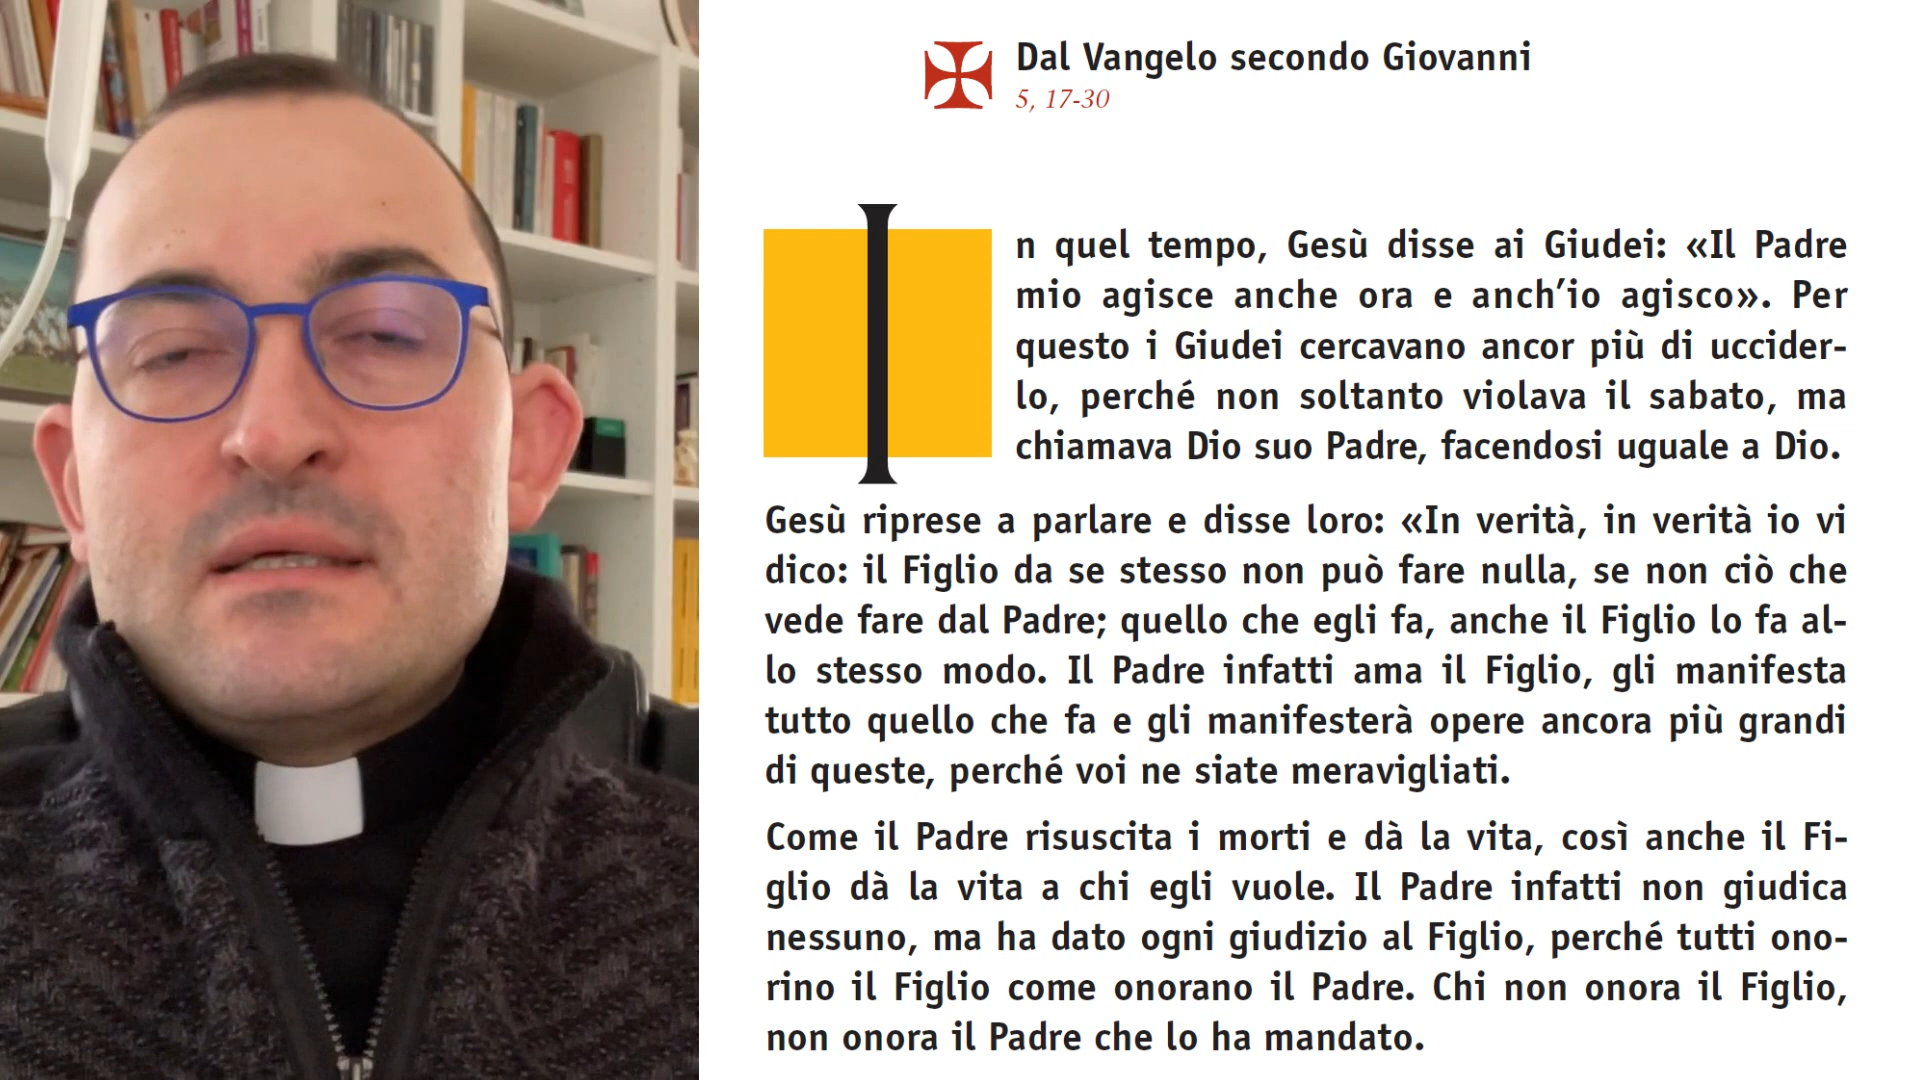 Dal Vangelo secondo Giovanni
5, 17-30
In quel tempo, Gesù disse ai Giudei: «Il Padre
mio agisce anche ora e anch’io agisco». Per
questo i Giudei cercavano ancor più di uccider-
lo, perché non soltanto violava il sabato, ma
chiamava Dio suo Padre, facendosi uguale a Dio.
Gesù riprese a parlare e disse loro: «In verità, in verità io vi
dico: il Figlio da se stesso non può fare nulla, se non ciò che
vede fare dal Padre; quello che egli fa, anche il Figlio lo fa al-
lo stesso modo. Il Padre infatti ama il Figlio, gli manifesta
tutto quello che fa e gli manifesterà opere ancora più grandi
di queste, perché voi ne siate meravigliati.
Come il Padre risuscita i morti e dà la vita, così anche il Fi-
glio dà la vita a chi egli vuole. Il Padre infatti non giudica
nessuno, ma ha dato ogni giudizio al Figlio, perché tutti ono-
rino il Figlio come onorano il Padre. Chi non onora il Figlio,
non onora il Padre che lo ha mandato.